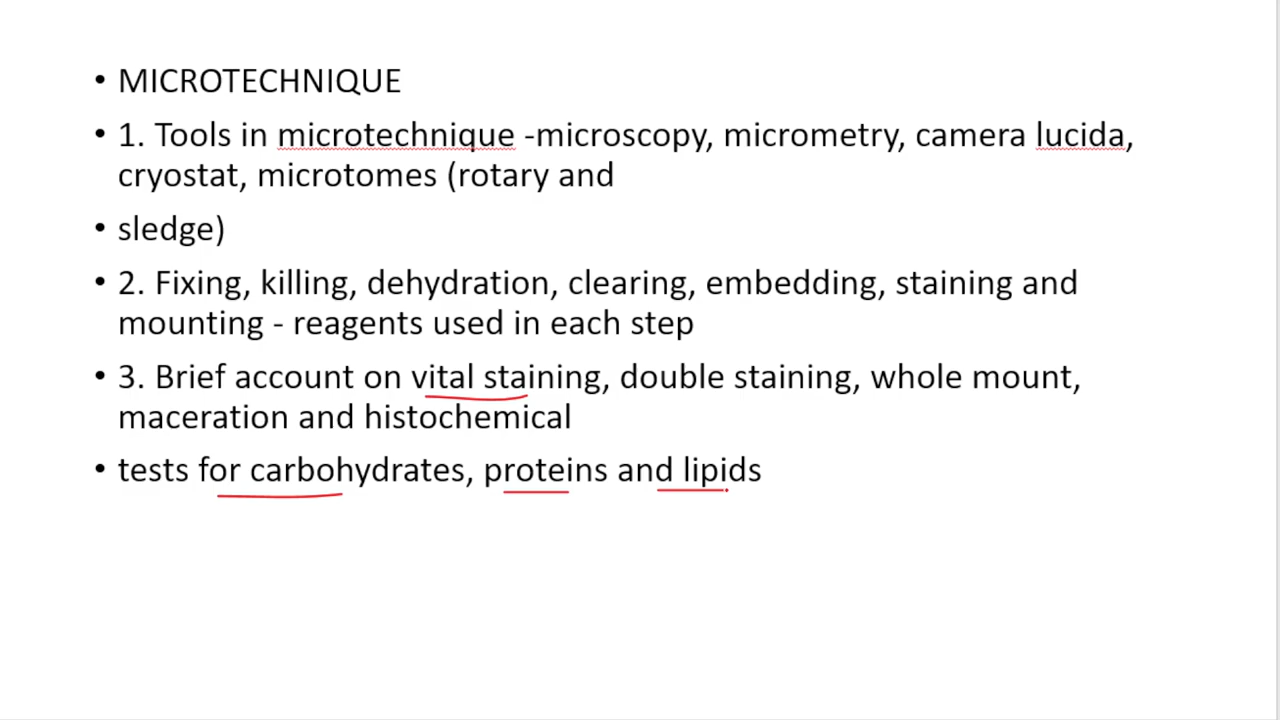 • MICROTECHNIQUE
• 1. Tools in microtechnique -microscopy, micrometry, camera lucida,
cryostat, microtomes (rotary and
• sledge)
• 2. Fixing, killing, dehydration, clearing, embedding, staining and
mounting - reagents used in each step
• 3. Brief account on vital staining, double staining, whole mount,
maceration and histochemical
• tests for carbohydrates, proteins and lipids